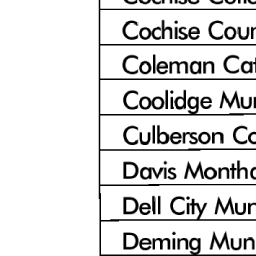 Cochise Coun
Coleman Cat
Coolidge Mun
Culberson Co
Davis Montha
Dell City Mun
Deming Mun